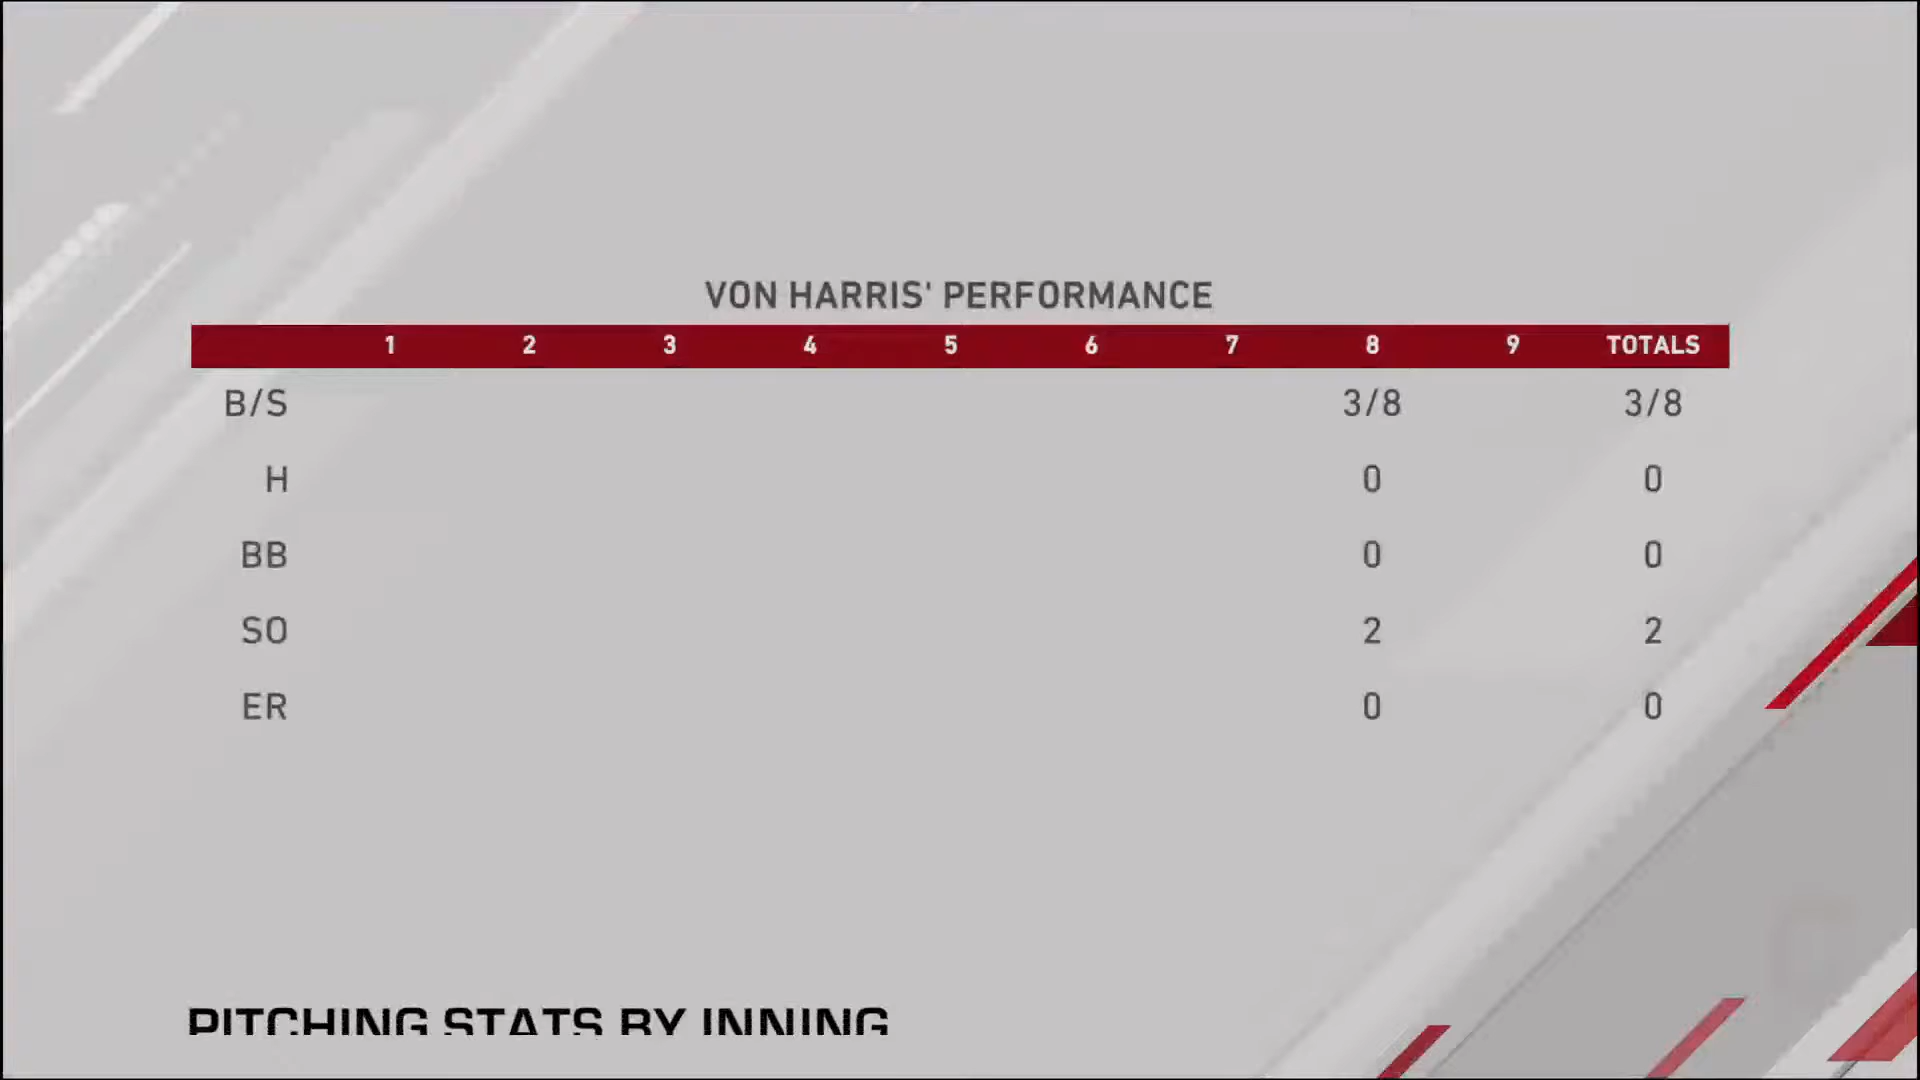 VON HARRIS' PERFORMANCE
1 2 3 4 5 6 7 8 9 TOTALS
B/S 3/8 3/8
H 0 0
BB 0 0
SO 2 2
ER 0 0
PITCHING STATS BY INNING